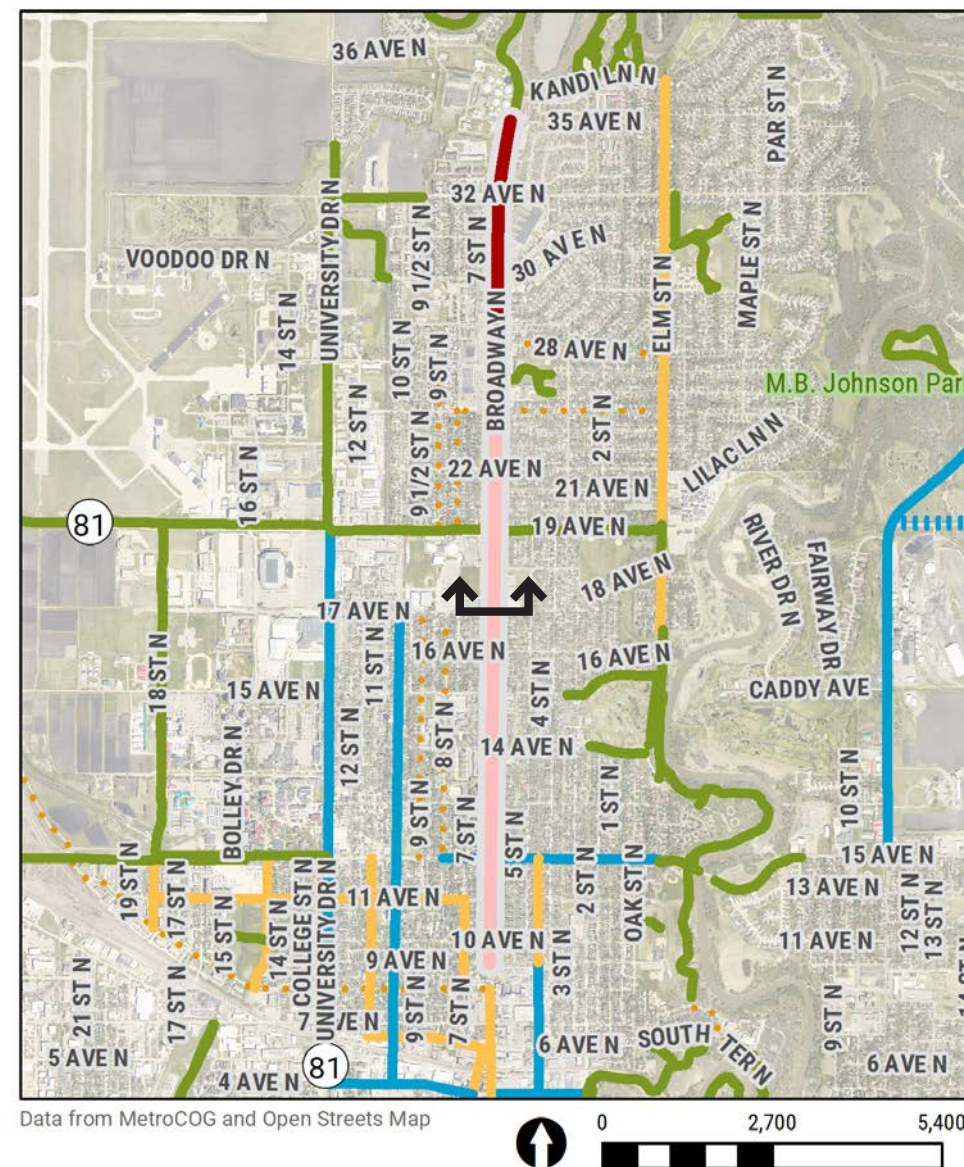 36 AVE N
KANDI LN N
35 AVE N
PAR ST N
32 AVE N
UNIVERSITY DR N
VOODOO DR N
9 1/2 ST N
7 ST N
30 AVE N
ELM ST N
MAPLE ST N
14 ST N
28 AVE N
10 ST N
9 ST N
BROADWAY N
M.B. Johnson Par
12 ST N
2 ST N
9 1/2 ST N
22 AVE N
LILAC LN N
16 ST N
21 AVE N
81
19 AVE N
18 AVE N
RIVER DR N
FAIRWAY DR
17 AVE N
11 ST N
16 AVE N
16 AVE N
18 ST N
15 AVE N
4 ST N
CADDY AVE
8 ST N
14 AVE N
12 ST N
BOLLEY DR N
9 ST N
7 ST N
1 ST N
10 ST N
5 ST N
15 AVE N
19 ST N
17 ST N
COLLEGE ST N
UNIVERSITY DR N
2 ST N
OAK ST N
13 AVE N
12 ST N
13 ST N
15 ST N
14 ST N
11 AVE N
10 AVE N
11 AVE N
9 AVE N
3 ST N
21 ST N
17 ST N
9 ST N
7 ST N
9 ST N
6 AVE N
SOUTH TER N
5 AVE N
81
6 AVE N
4 AVE N
Data from MetroCOG and Open Streets Map
0 2,700 5,400